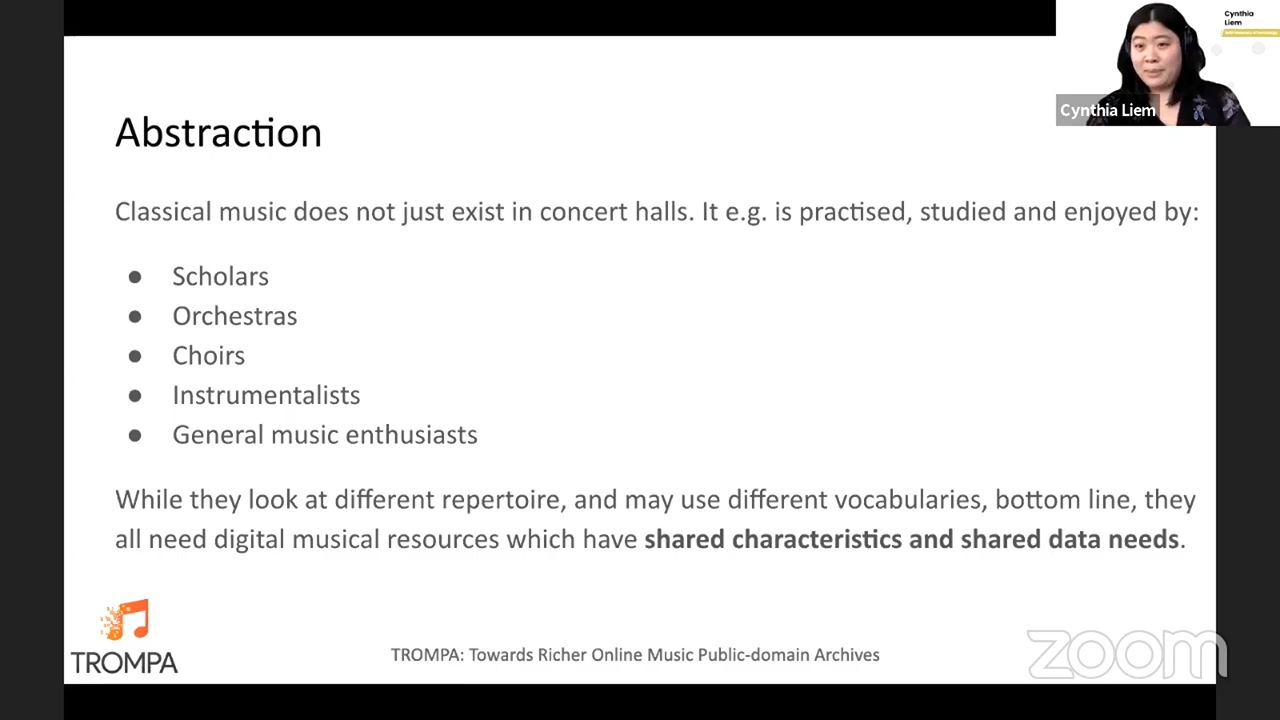 Cynthia
Liem
Cynthia Liem
Abstraction
Classical music does not just exist in concert halls. It e.g. is practised, studied and enjoyed by:
● Scholars
● Orchestras
● Choirs
● Instrumentalists
● General music enthusiasts
While they look at different repertoire, and may use different vocabularies, bottom line, they
all need digital musical resources which have shared characteristics and shared data needs.
TROMPA
TROMPA: Towards Richer Online Music Public-domain Archives
zoom